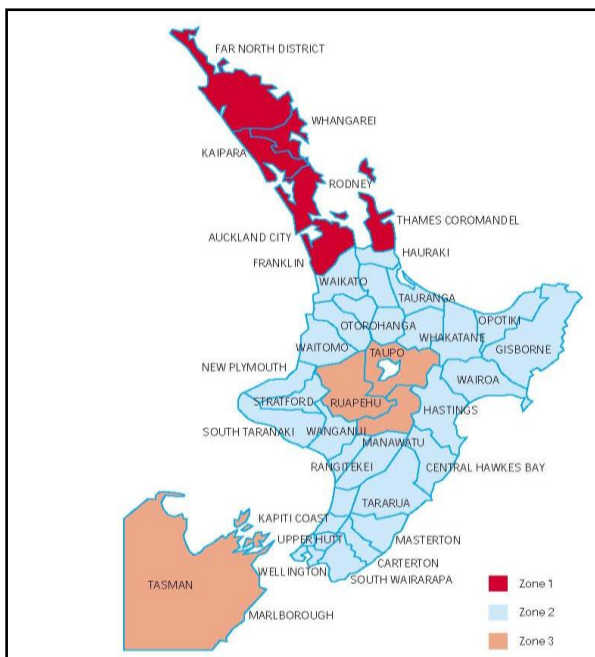 FAR NORTH DISTRICT
WHANGAREI
KAIPARA
RODNEY
THAMES COROMANDEL
AUCKLAND CITY
HAURAKI
FRANKLIN
WAIKATO
TAURANGA
OPOTIKI
OTOROHANGA
WHAKATANE
WAITOMO
TAUPO
GISBORNE
NEW PLYMOUTH
WAIROA
STRATFORD
RUAPEHU
HASTINGS
SOUTH TARANAKI
WANGANUI
MANAWATU
RANGITEKEI
CENTRAL HAWKES BAY
TARARUA
KAPITI COAST
UPPER HUTT
MASTERTON
CARTERTON
WELLINGTON
SOUTH WAIRARAPA
TASMAN
MARLBOROUGH
Zone 1
Zone 2
Zone 3